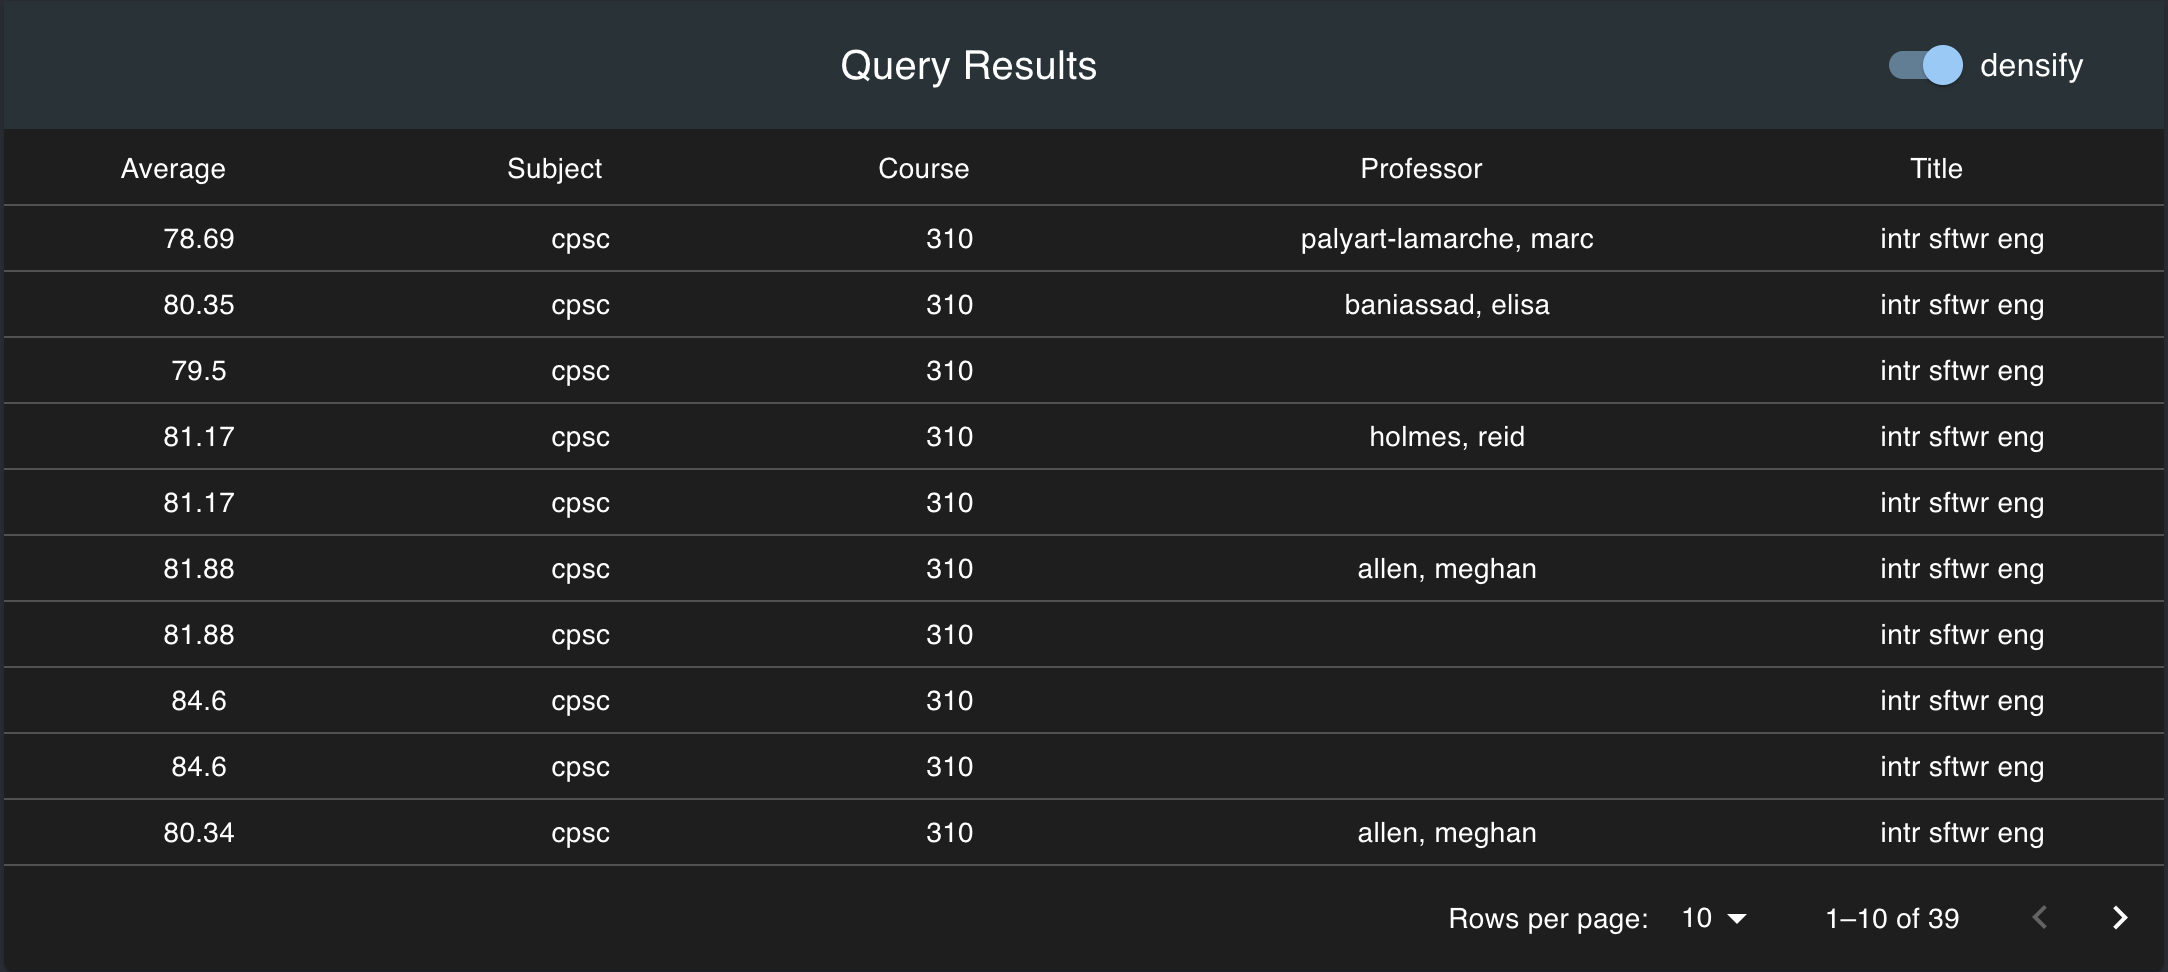 Query Results densify
Average Subject Course Professor Title
78.69 cpsc 310 palyart-lamarche, marc intr sftwr eng
80.35 cpsc 310 baniassad, elisa intr sftwr eng
79.5 cpsc 310 intr sftwr eng
81.17 cpsc 310 holmes, reid intr sftwr eng
81.17 cpsc 310 intr sftwr eng
81.88 cpsc 310 allen, meghan intr sftwr eng
81.88 cpsc 310 intr sftwr eng
84.6 cpsc 310 intr sftwr eng
84.6 cpsc 310 intr sftwr eng
80.34 cpsc 310 allen, meghan intr sftwr eng
Rows per page: 10 1–10 of 39